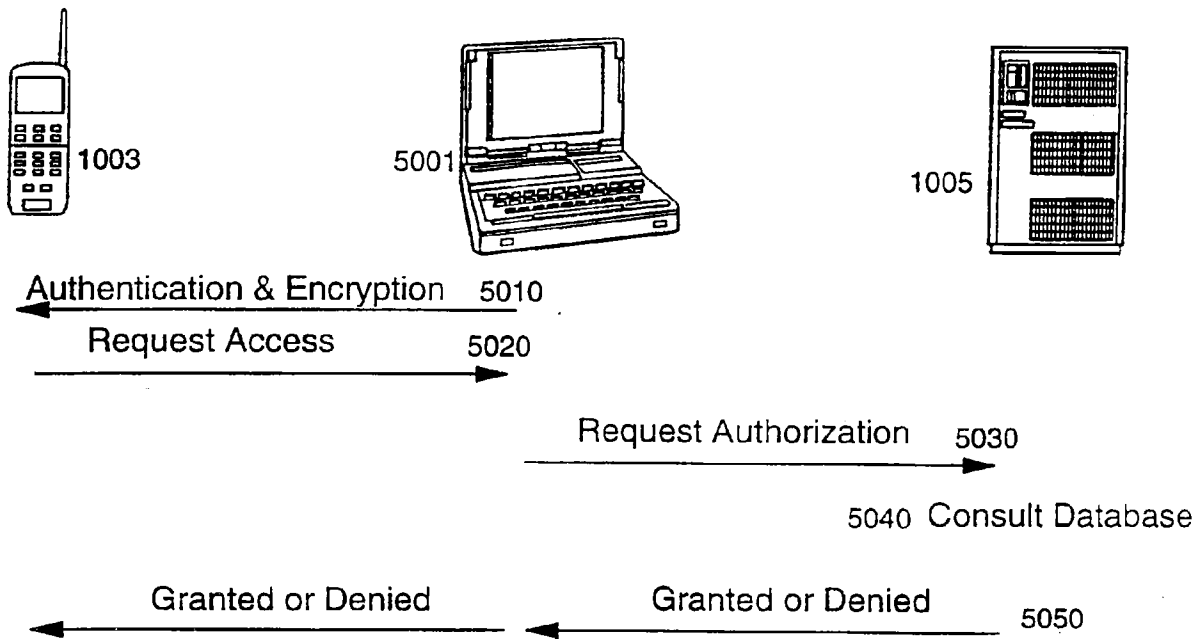 1003
5001
1005
Authentication & Encryption 5010
Request Access 5020
Request Authorization 5030
5040 Consult Database
Granted or Denied Granted or Denied 5050